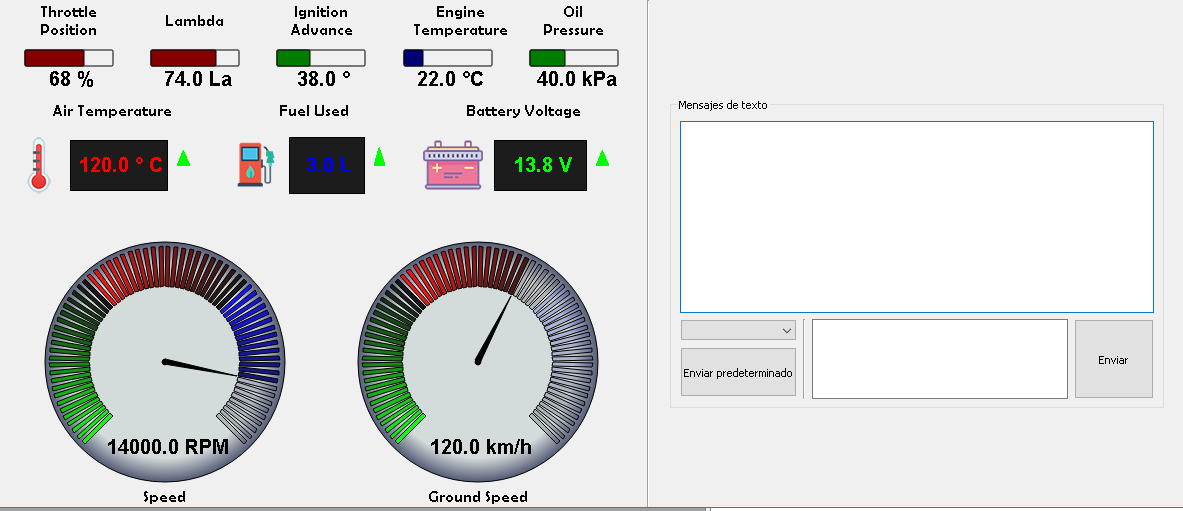 Throttle
Position
Lambda
Ignition
Advance
Engine
Temperature
Oil
Pressure
68 %
74.0 La
38.0 °
22.0 °C
40.0 kPa
Air Temperature
Fuel Used
Battery Voltage
120.0 ° C
3.0 L
13.8 V
14000.0 RPM
120.0 km/h
Speed
Ground Speed
Mensajes de texto
Enviar predeterminado
Enviar